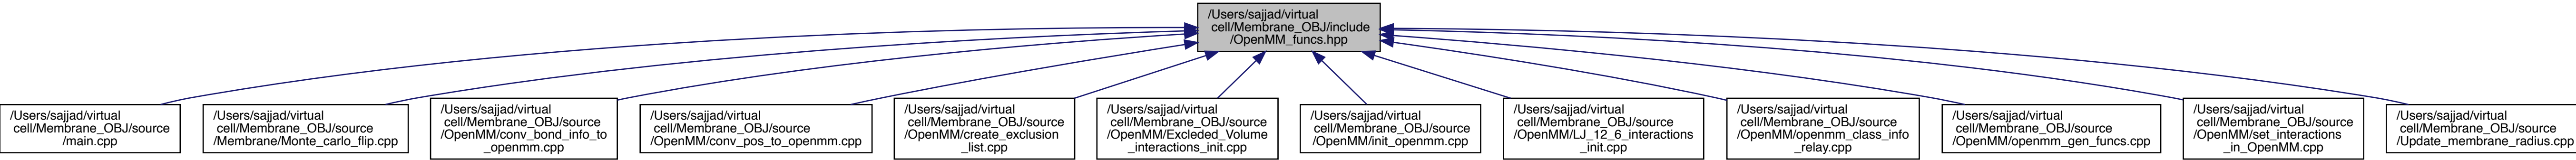 /Users/sajjad/virtual
cell/Membrane_OBJ/include
/OpenMM_funcs.hpp
/Users/sajjad/virtual
cell/Membrane_OBJ/source
/main.cpp
/Users/sajjad/virtual
cell/Membrane_OBJ/source
/Membrane/Monte_carlo_flip.cpp
/Users/sajjad/virtual
cell/Membrane_OBJ/source
/OpenMM/conv_bond_info_to
_openmm.cpp
/Users/sajjad/virtual
cell/Membrane_OBJ/source
/OpenMM/conv_pos_to_openmm.cpp
/Users/sajjad/virtual
cell/Membrane_OBJ/source
/OpenMM/create_exclusion
_list.cpp
/Users/sajjad/virtual
cell/Membrane_OBJ/source
/OpenMM/Excleded_Volume
_interactions_init.cpp
/Users/sajjad/virtual
cell/Membrane_OBJ/source
/OpenMM/init_openmm.cpp
/Users/sajjad/virtual
cell/Membrane_OBJ/source
/OpenMM/LJ_12_6_interactions
_init.cpp
/Users/sajjad/virtual
cell/Membrane_OBJ/source
/OpenMM/openmm_class_info
_relay.cpp
/Users/sajjad/virtual
cell/Membrane_OBJ/source
/OpenMM/openmm_gen_funcs.cpp
/Users/sajjad/virtual
cell/Membrane_OBJ/source
/OpenMM/set_interactions
_in_OpenMM.cpp
/Users/sajjad/virtual
cell/Membrane_OBJ/source
/Update_membrane_radius.cpp